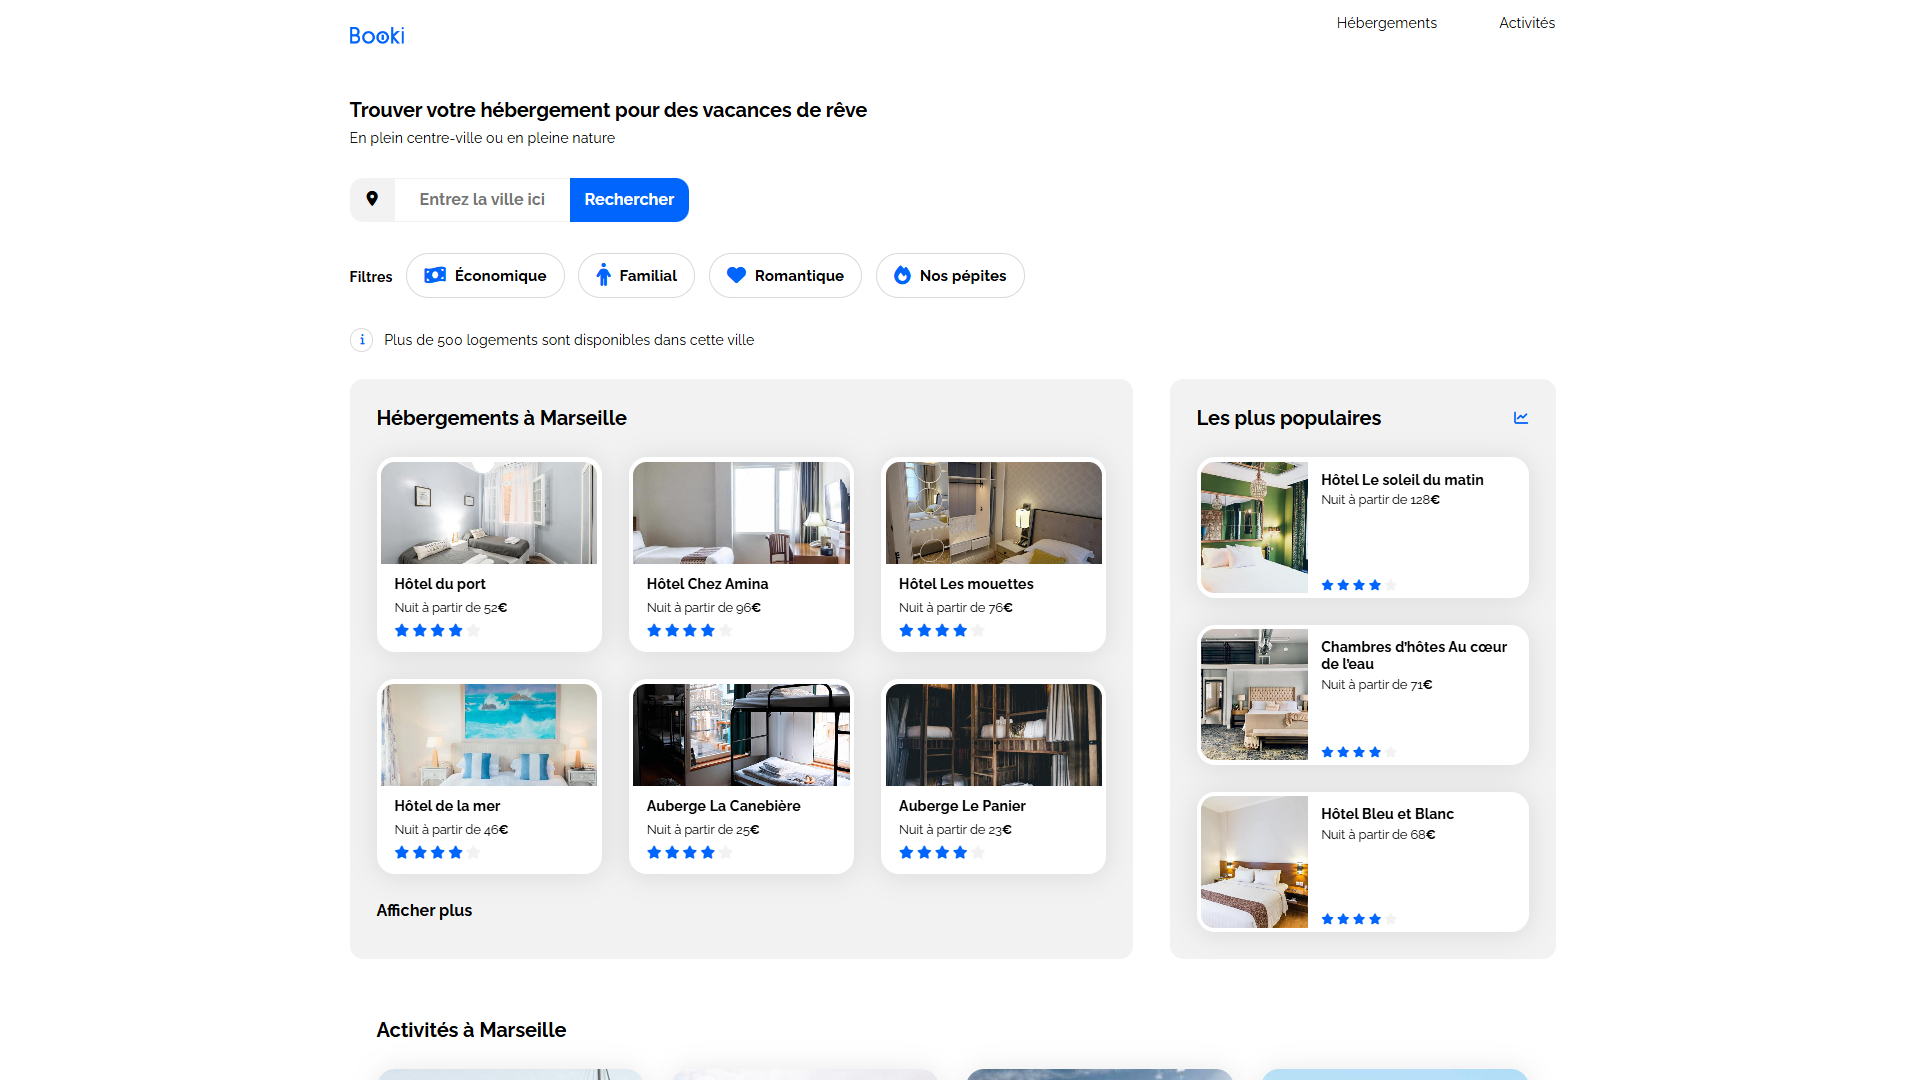 Booki
Hébergements
Activités
Trouver votre hébergement pour des vacances de rêve
En plein centre-ville ou en pleine nature
Entrez la ville ici
Rechercher
Filtres
Économique
Familial
Romantique
Nos pépites
Plus de 500 logements sont disponibles dans cette ville
Hébergements à Marseille
Hôtel du port
Nuit à partir de 52€
Hôtel Chez Amina
Nuit à partir de 96€
Hôtel Les mouettes
Nuit à partir de 76€
Hôtel de la mer
Nuit à partir de 46€
Auberge La Canebière
Nuit à partir de 25€
Auberge Le Panier
Nuit à partir de 23€
Afficher plus
Les plus populaires
Hôtel Le soleil du matin
Nuit à partir de 128€
Chambres d'hôtes Au cœur
de l'eau
Nuit à partir de 71€
Hôtel Bleu et Blanc
Nuit à partir de 68€
Activités à Marseille